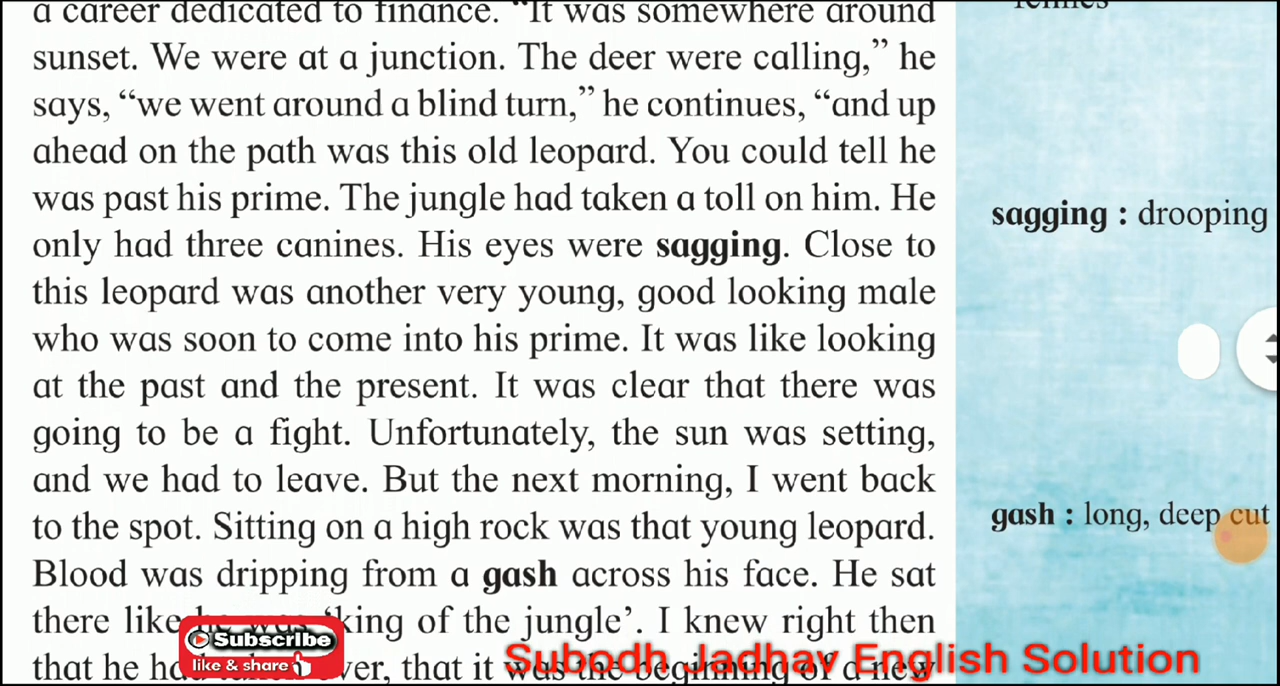 a career dedicated to finance. “It was somewhere around
sunset. We were at a junction. The deer were calling,” he
says, “we went around a blind turn,” he continues, “and up
ahead on the path was this old leopard. You could tell he
was past his prime. The jungle had taken a toll on him. He
only had three canines. His eyes were sagging. Close to
this leopard was another very young, good looking male
who was soon to come into his prime. It was like looking
at the past and the present. It was clear that there was
going to be a fight. Unfortunately, the sun was setting,
and we had to leave. But the next morning, I went back
to the spot. Sitting on a high rock was that young leopard.
Blood was dripping from a gash across his face. He sat
there like he was ‘king of the jungle’. I knew right then
that he ver, that it was the beginning of a new
sagging : drooping
gash : long, deep cut
Subscribe
like & share
Subodh Jadhav English Solution